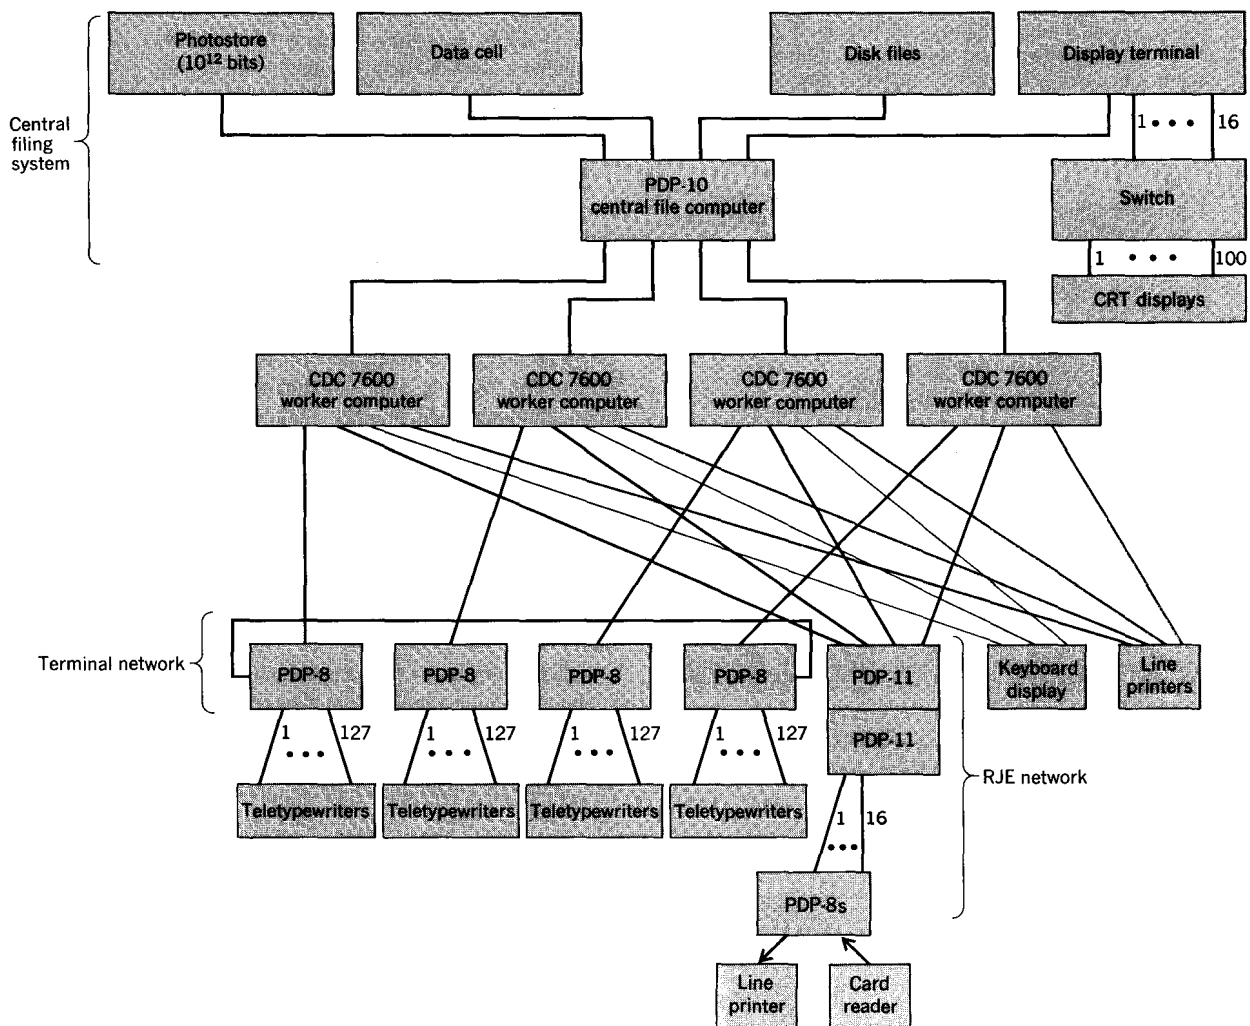 Photostore
(10¹² bits)
Data cell
Disk files
Display terminal
Central
filing
system
1 • • • 16
PDP-10
central file computer
Switch
1 • • • 100
CRT displays
CDC 7600
worker computer
CDC 7600
worker computer
CDC 7600
worker computer
CDC 7600
worker computer
Terminal network
PDP-8
PDP-8
PDP-8
PDP-8
PDP-11
Keyboard
display
Line
printers
1 • • • 127
1 • • • 127
1 • • • 127
1 • • • 127
PDP-11
RJE network
Teletypewriters
Teletypewriters
Teletypewriters
Teletypewriters
1 • • • 16
PDP-8s
Line
printer
Card
reader